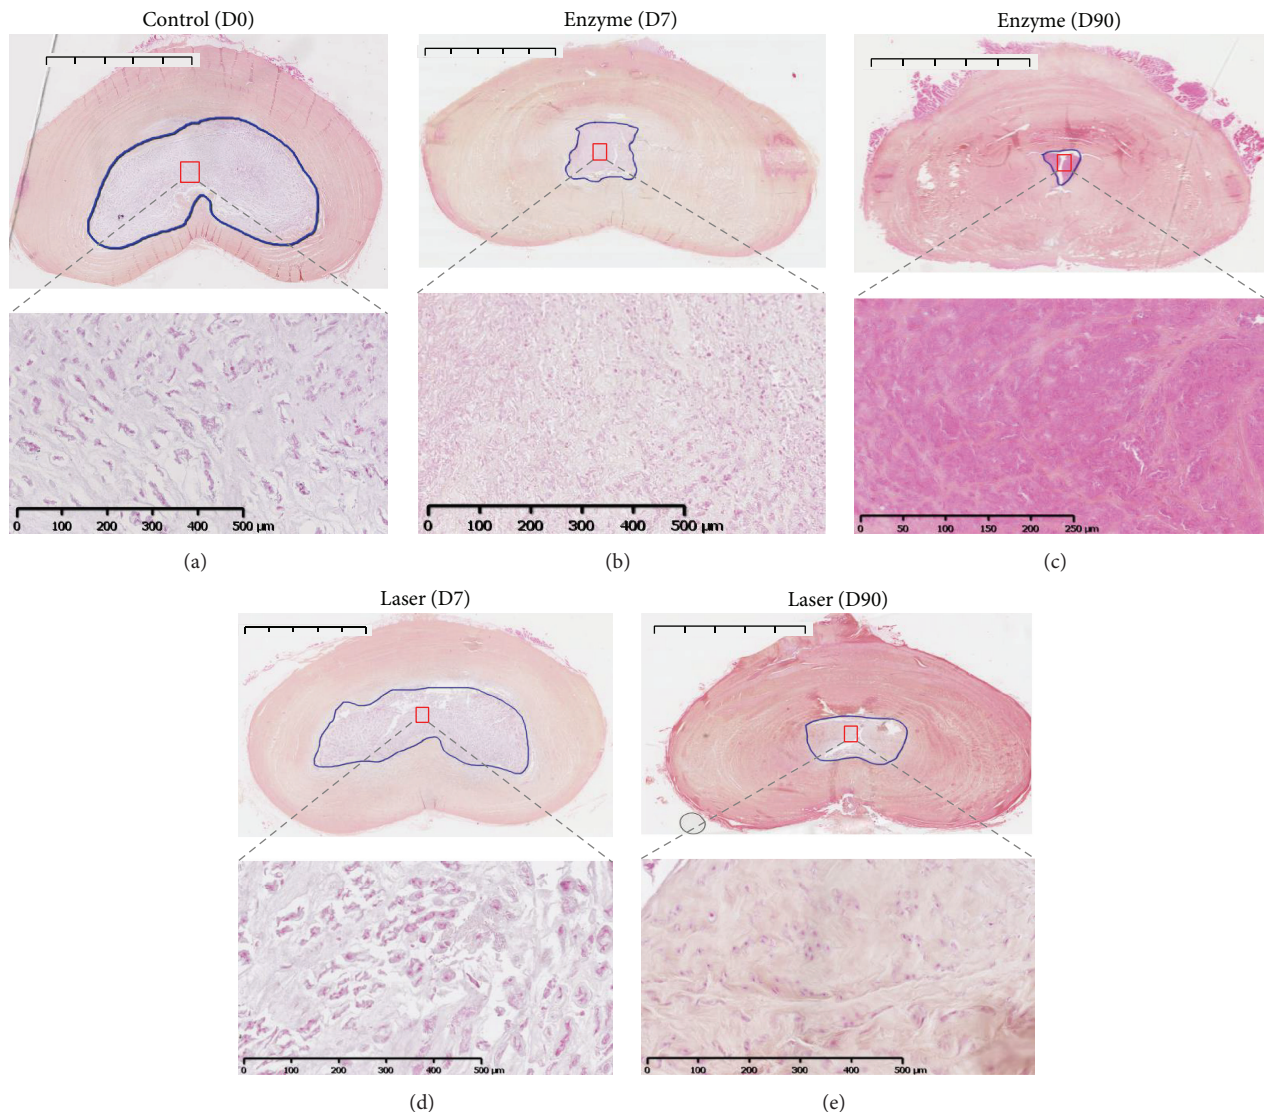 Control (D0)
Enzyme (D7)
Enzyme (D90)
0 100 200 300 400 500 µm
0 100 200 300 400 500 µm
0 50 100 150 200 250 µm
(a)
(b)
(c)
Laser (D7)
Laser (D90)
0 100 200 300 400 500 µm
0 100 200 300 400 500 µm
(d)
(e)